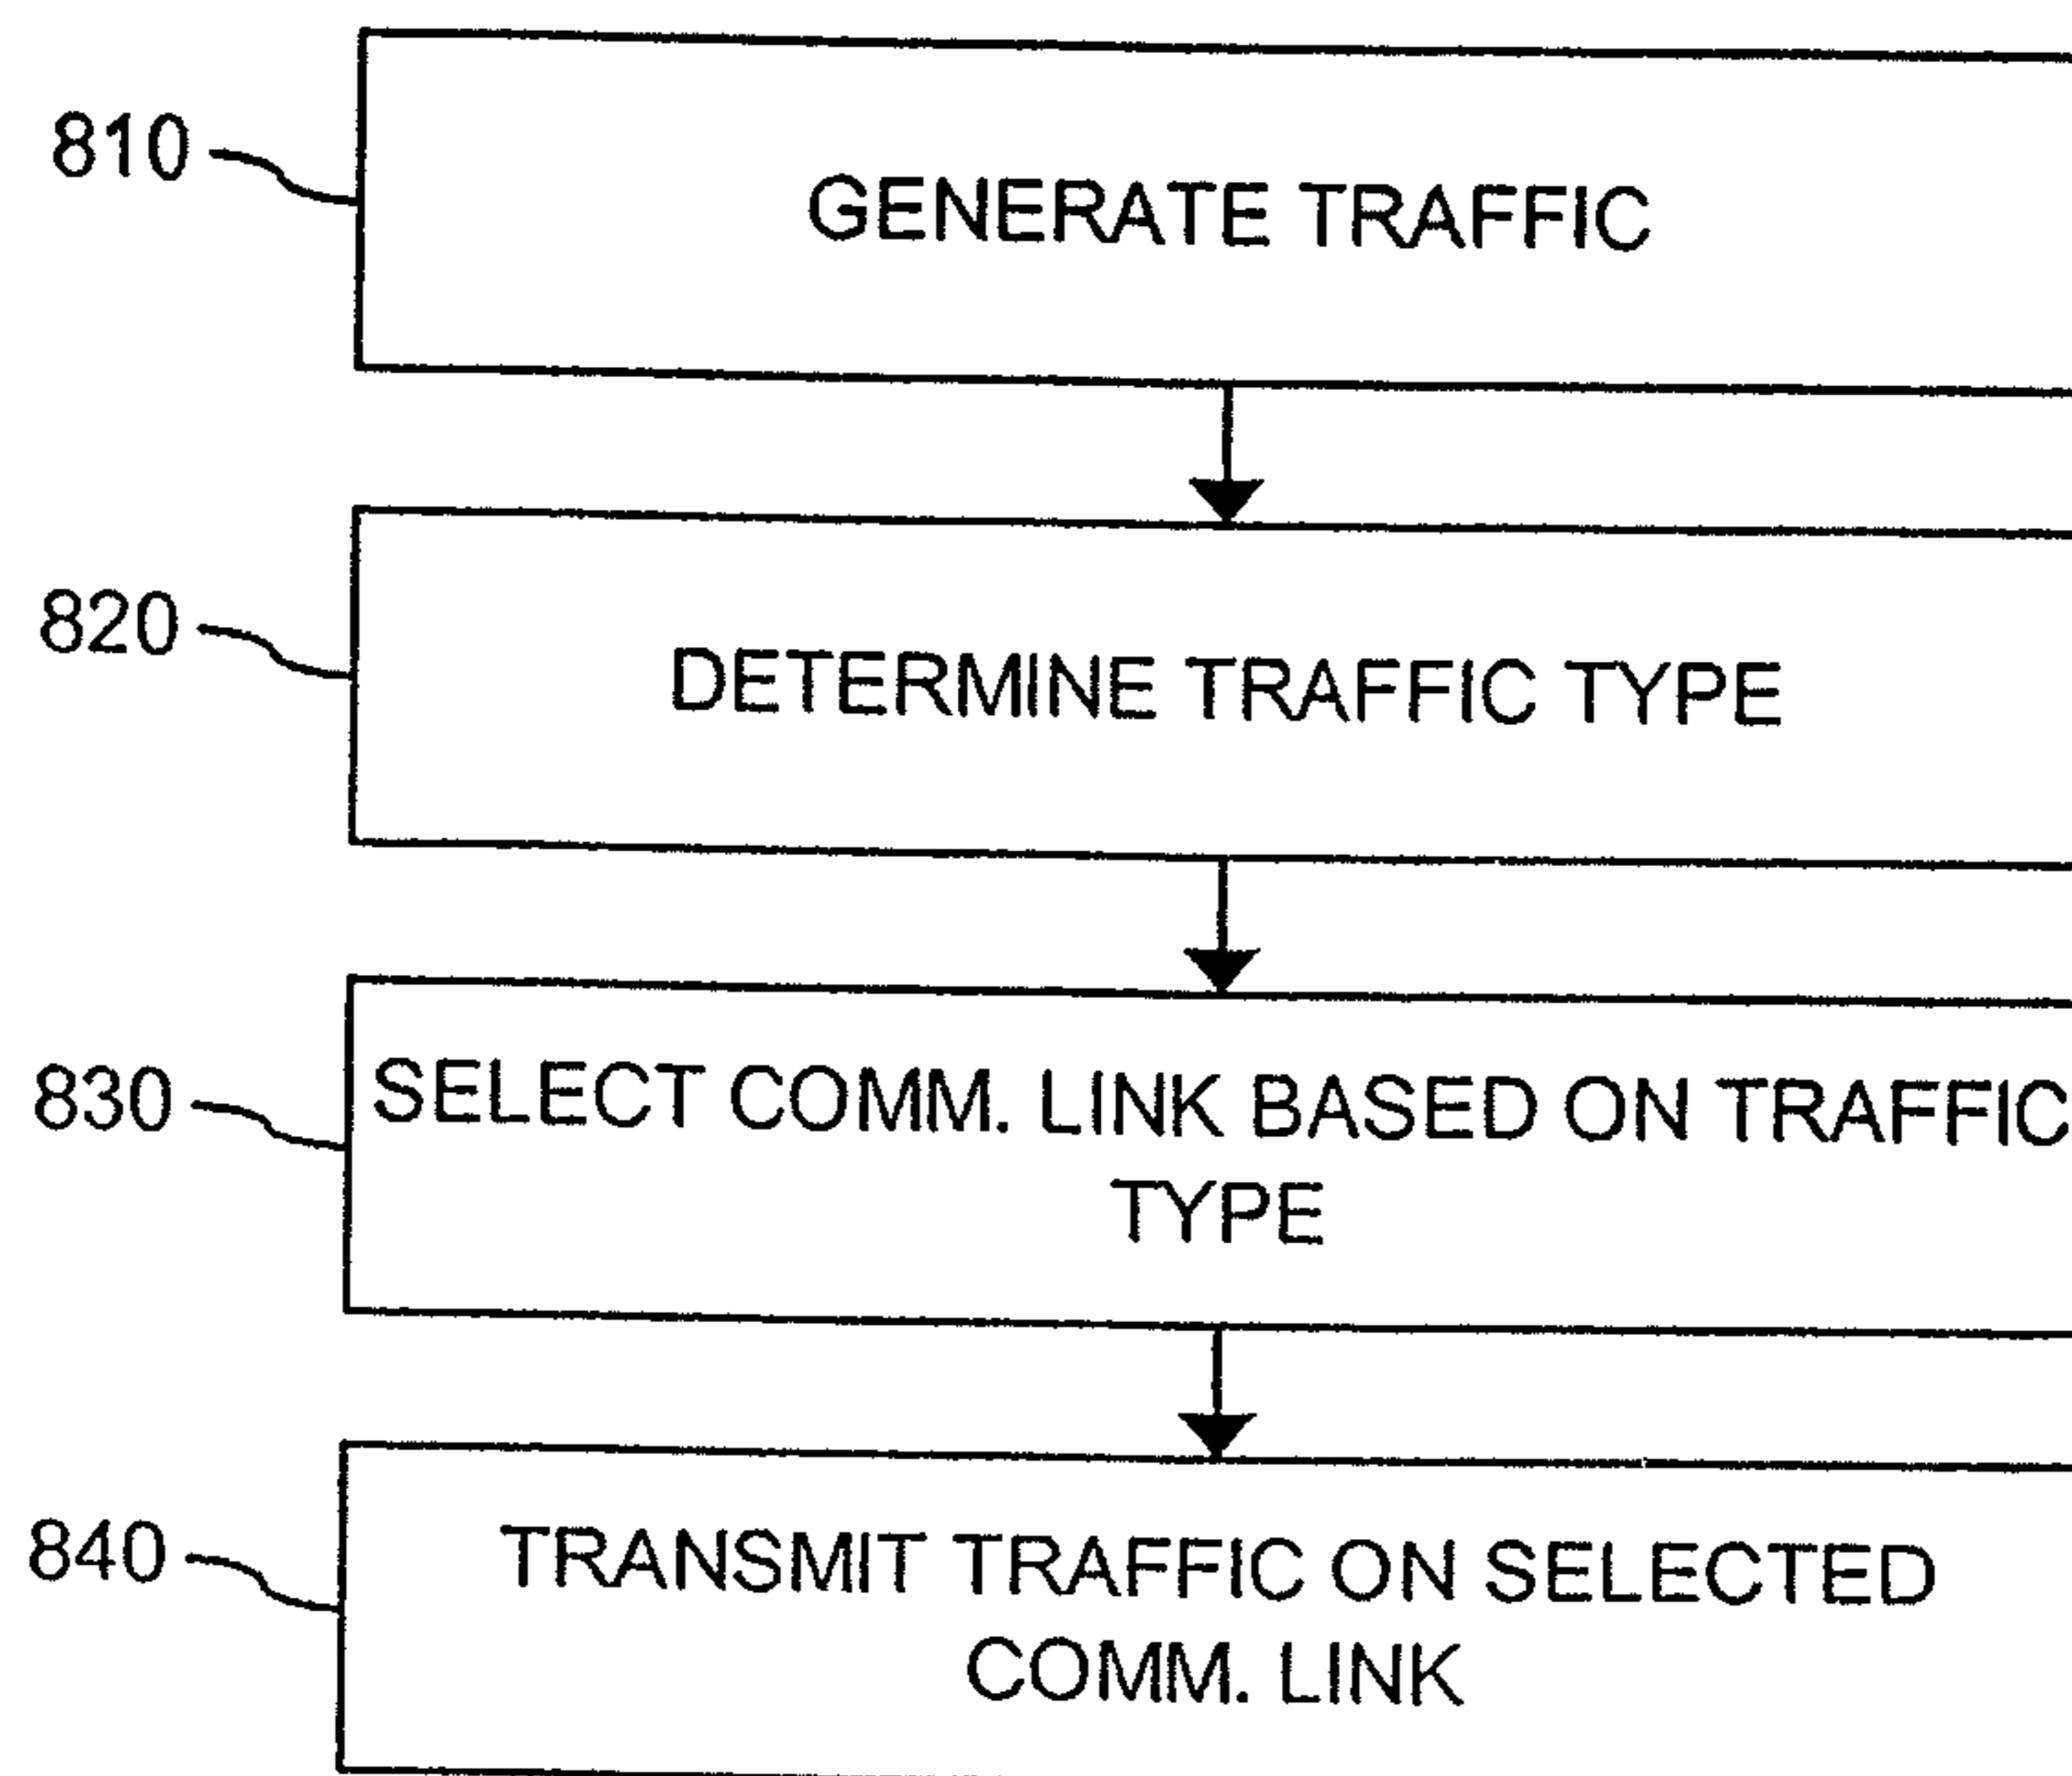 810
GENERATE TRAFFIC
820
DETERMINE TRAFFIC TYPE
830
SELECT COMM. LINK BASED ON TRAFFIC
TYPE
840
TRANSMIT TRAFFIC ON SELECTED
COMM. LINK